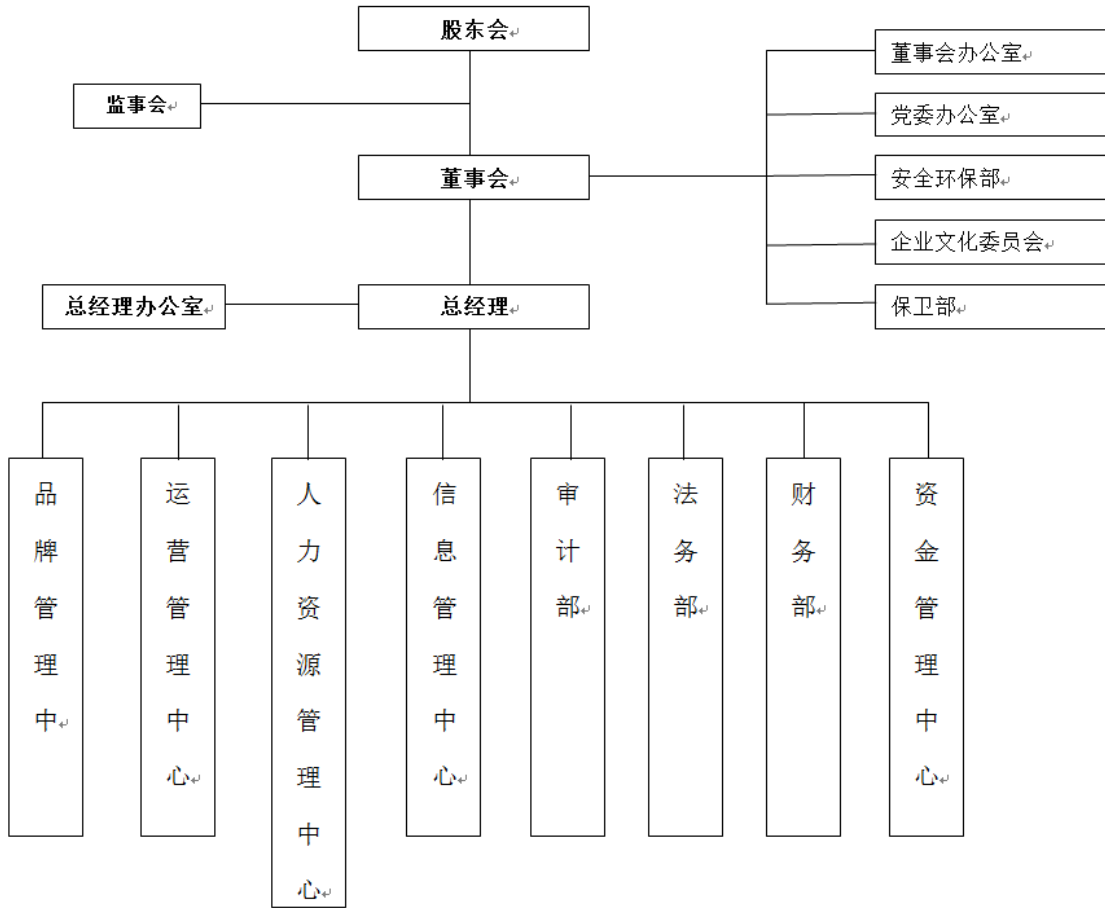 股东会
董事会办公室
监事会
党委办公室
董事会
安全环保部
企业文化委员会
总经理办公室
总经理
保卫部
品牌管理中
运营管理中心
人力资源管理中心
信息管理中心
审计部
法务部
财务部
资金管理中心